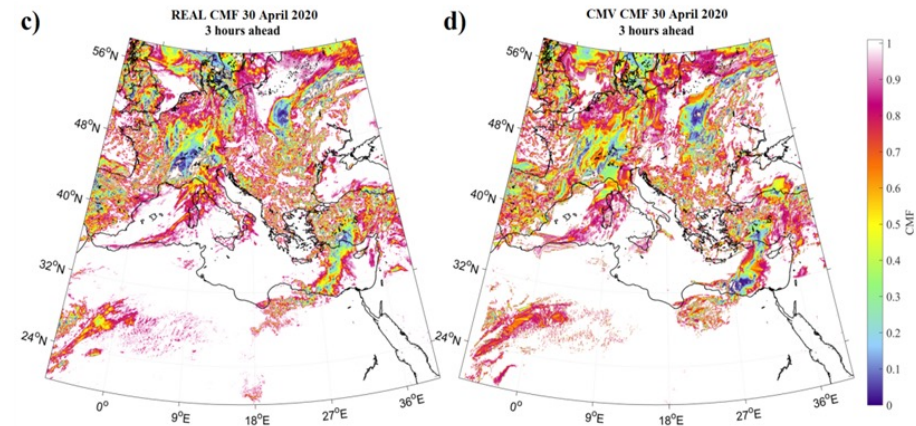 c)
REAL CMF 30 April 2020
3 hours ahead
56°N
48°N
40°N
32°N
24°N
0°
9°E
18°E
27°E
36°E
d)
CMV CMF 30 April 2020
3 hours ahead
56°N
48°N
40°N
32°N
24°N
0°
9°E
18°E
27°E
36°E
1
0.9
0.8
0.7
0.6
0.5
0.4
0.3
0.2
0.1
0
CMF